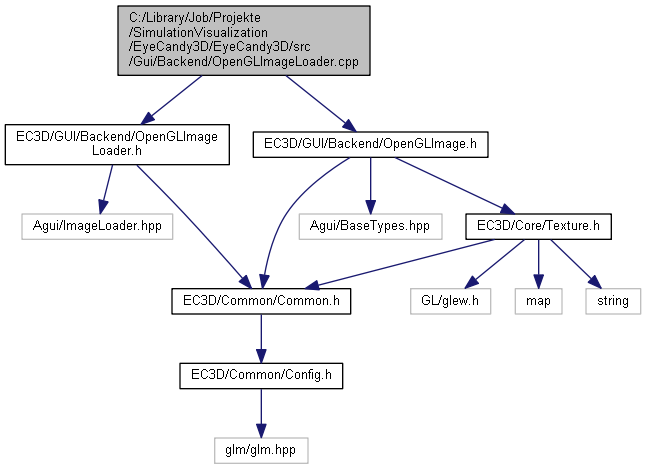 C:/Library/Job/Projekte
/SimulationVisualization
/EyeCandy3D/EyeCandy3D/src
/Gui/Backend/OpenGLImageLoader.cpp
EC3D/GUI/Backend/OpenGLImage
Loader.h
EC3D/GUI/Backend/OpenGLImage.h
Agui/ImageLoader.hpp
Agui/BaseTypes.hpp
EC3D/Core/Texture.h
EC3D/Common/Common.h
GL/glew.h
map
string
EC3D/Common/Config.h
glm/glm.hpp